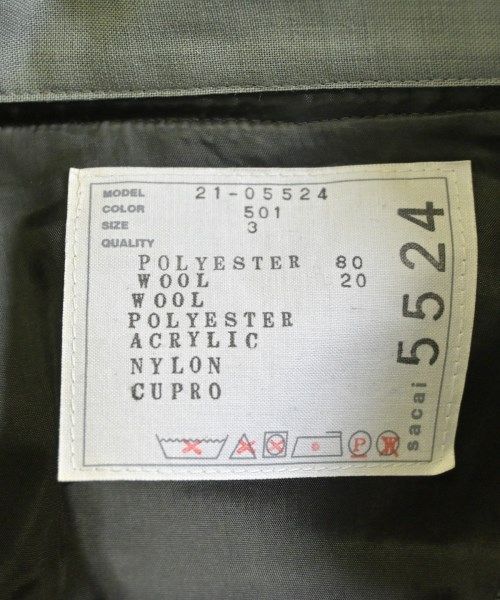 MODEL 21-05524
COLOR 501
SIZE 3
QUALITY
POLYESTER 80
WOOL 20
WOOL
POLYESTER
ACRYLIC
NYLON
CUPRO
P W
sacai 5524